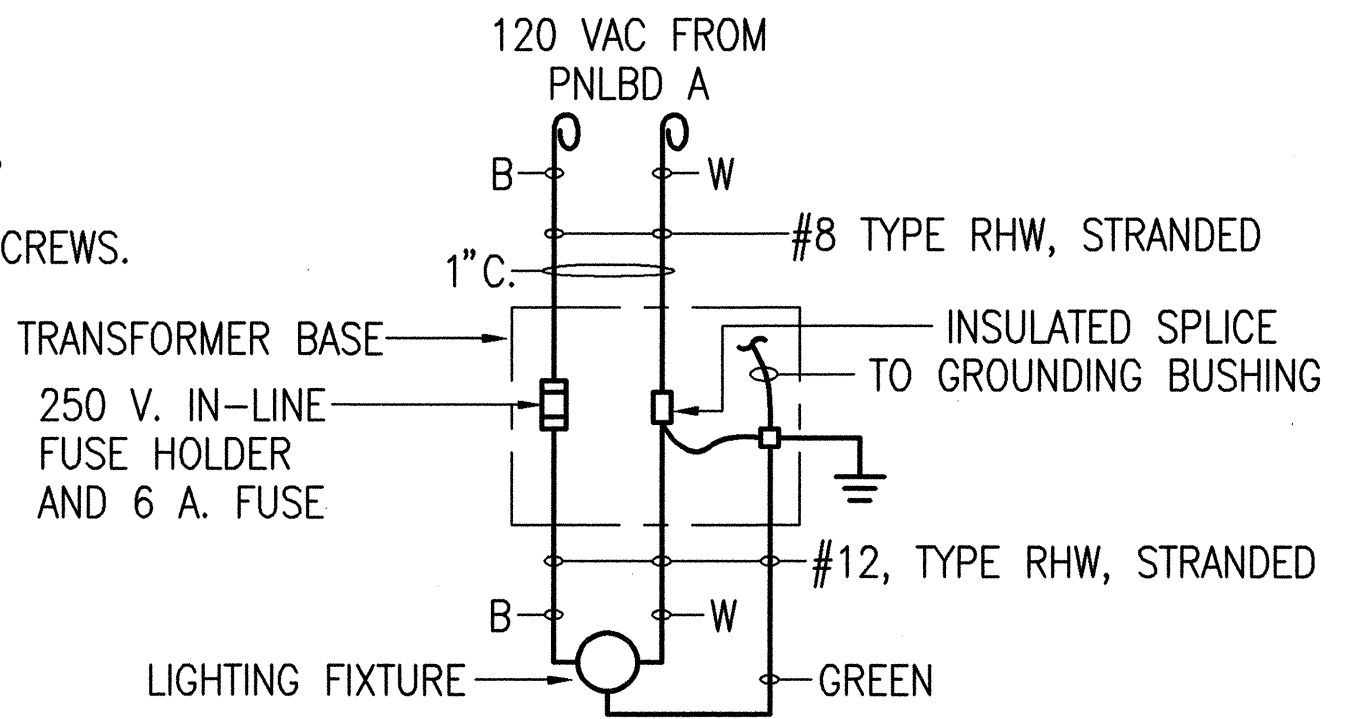 120 VAC FROM
PNLBD A
B
W
CREWS.
#8 TYPE RHW, STRANDED
1"C.
TRANSFORMER BASE
INSULATED SPLICE
TO GROUNDING BUSHING
250 V. IN-LINE
FUSE HOLDER
AND 6 A. FUSE
#12, TYPE RHW, STRANDED
B
W
LIGHTING FIXTURE
GREEN